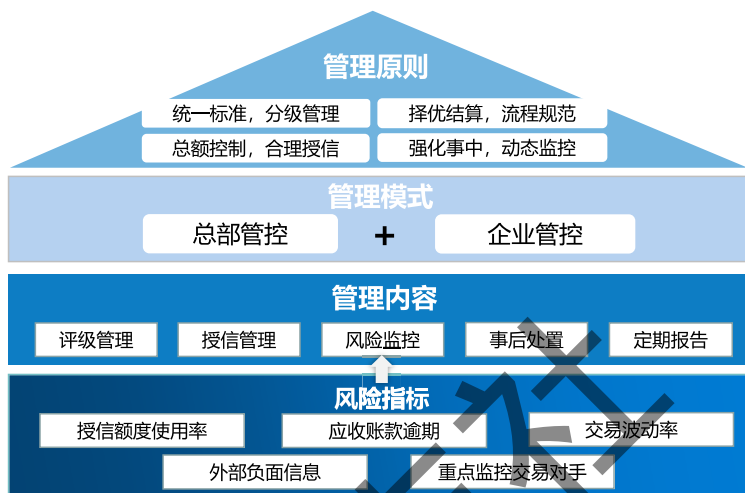 管理原则
统一标准，分级管理
择优结算，流程规范
总额控制，合理授信
强化事中，动态监控
管理模式
总部管控
+
企业管控
管理内容
评级管理
授信管理
风险监控
事后处置
定期报告
风险指标
授信额度使用率
应收账款逾期
交易波动率
外部负面信息
重点监控交易对手
社